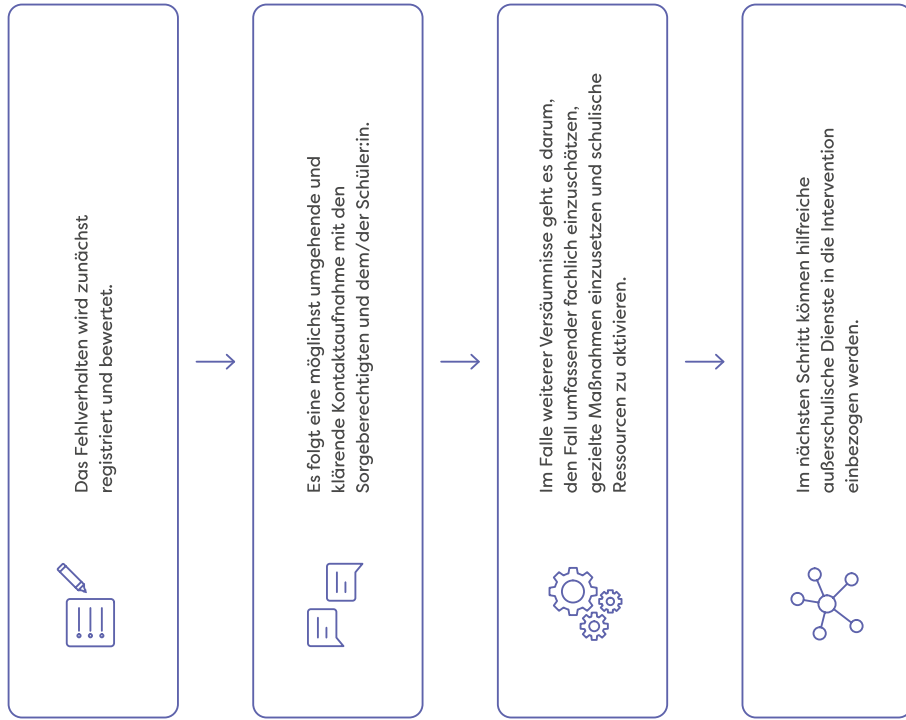 Das Fehlverhalten wird zunächst
registriert und bewertet.
Es folgt eine möglichst umgehende und
klärende Kontaktaufnahme mit den
Sorgeberechtigten und dem/der Schüler:in.
Im Falle weiterer Versäumnisse geht es darum,
den Fall umfassender fachlich einzuschätzen,
gezielte Maßnahmen einzusetzen und schulische
Ressourcen zu aktivieren.
Im nächsten Schritt können hilfreiche
außerschulische Dienste in die Intervention
einbezogen werden.